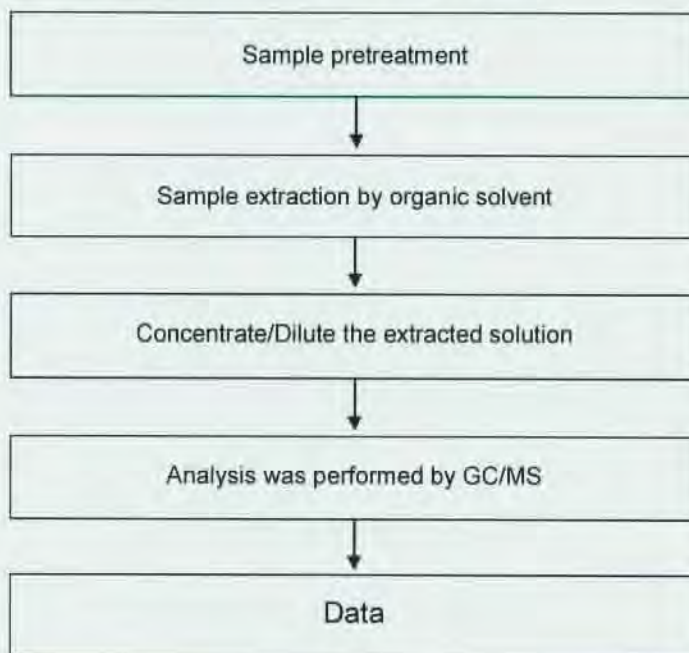 Sample pretreatment
Sample extraction by organic solvent
Concentrate/Dilute the extracted solution
Analysis was performed by GC/MS
Data